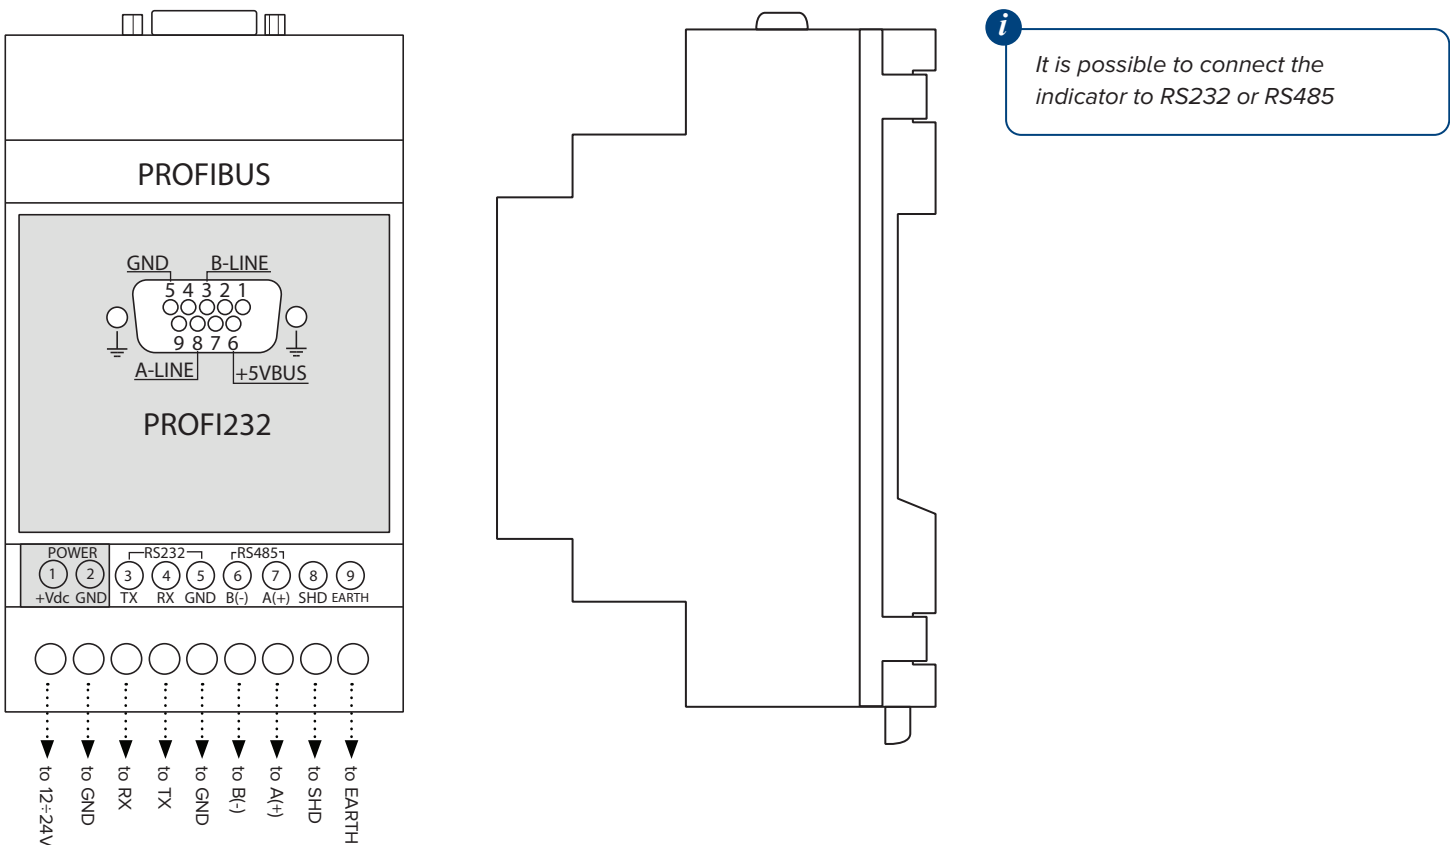 i
It is possible to connect the
indicator to RS232 or RS485
PROFIBUS
GND B-LINE
5 4 3 2 1
9 8 7 6
A-LINE +5VBUS
PROFI232
POWER RS232 RS485
1 2 3 4 5 6 7 8 9
+Vdc GND TX RX GND B(-) A(+) SHD EARTH
to 12÷24V
to GND
to RX
to TX
to GND
to B(-)
to A(+)
to SHD
to EARTH